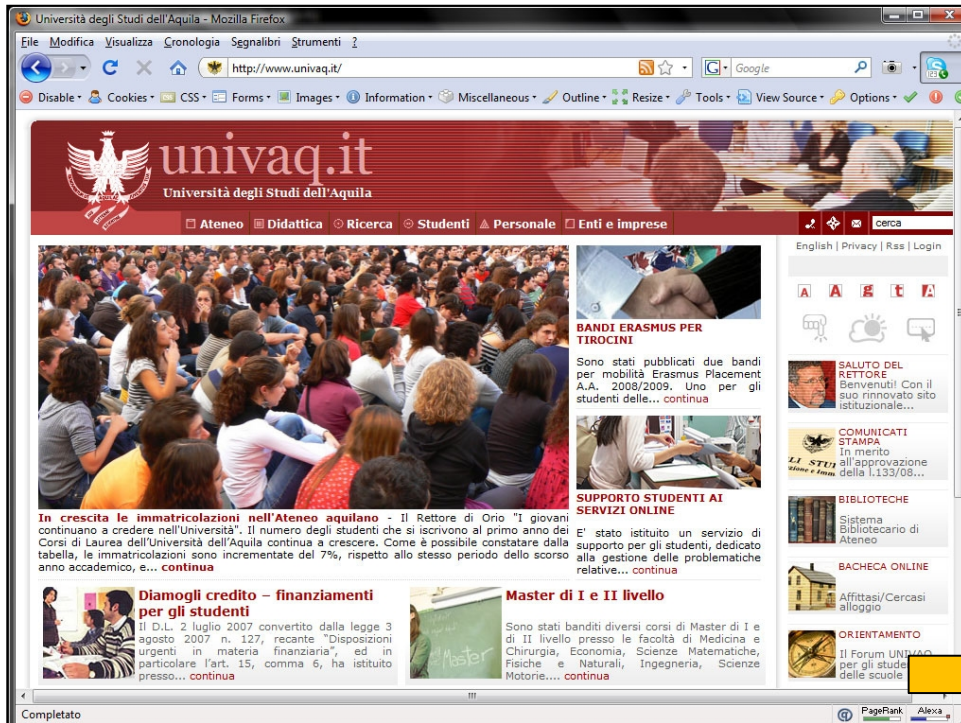 Università degli Studi dell'Aquila - Mozilla Firefox
File Modifica Visualizza Cronologia Segnalibri Strumenti ?
http://www.univaq.it/
G Google
Disable Cookies CSS Forms Images Information Miscellaneous Outline Resize Tools View Source Options
univaq.it
Università degli Studi dell'Aquila
Ateneo Didattica Ricerca Studenti Personale Enti e imprese
cerca
English | Privacy | Rss | Login
A A g t A
In crescita le immatricolazioni nell'Ateneo aquilano - Il Rettore di Orio "I giovani
continuano a credere nell'Università". Il numero degli studenti che si iscrivono al primo anno dei
Corsi di Laurea dell'Università dell'Aquila continua a crescere. Come è possibile constatare dalla
tabella, le immatricolazioni sono incrementate del 7%, rispetto allo stesso periodo dello scorso
anno accademico, e... continua
BANDI ERASMUS PER
TIROCINI
Sono stati pubblicati due bandi
per mobilità Erasmus Placement
A.A. 2008/2009. Uno per gli
studenti delle... continua
SUPPORTO STUDENTI AI
SERVIZI ONLINE
E' stato istituito un servizio di
supporto per gli studenti, dedicato
alla gestione delle problematiche
relative... continua
Diamogli credito – finanziamenti
per gli studenti
Il D.L. 2 luglio 2007 convertito dalla legge 3
agosto 2007 n. 127, recante "Disposizioni
urgenti in materia finanziaria", ed in
particolare l'art. 15, comma 6, ha istituito
presso... continua
Master
Master di I e II livello
Sono stati banditi diversi corsi di Master di I e
di II livello presso le facoltà di Medicina e
Chirurgia, Economia, Scienze Matematiche,
Fisiche e Naturali, Ingegneria, Scienze
Motorie.... continua
SALUTO DEL
RETTORE
Benvenuti! Con il
suo rinnovato sito
istituzionale...
COMUNICATI
STAMPA
In merito
all'approvazione
della l.133/08...
BIBLIOTECHE
Sistema
Bibliotecario di
Ateneo
BACHECA ONLINE
Affittasi/Cercasi
alloggio
ORIENTAMENTO
Il Forum UNIVAQ
per gli
delle scuole
Completato
PageRank Alexa